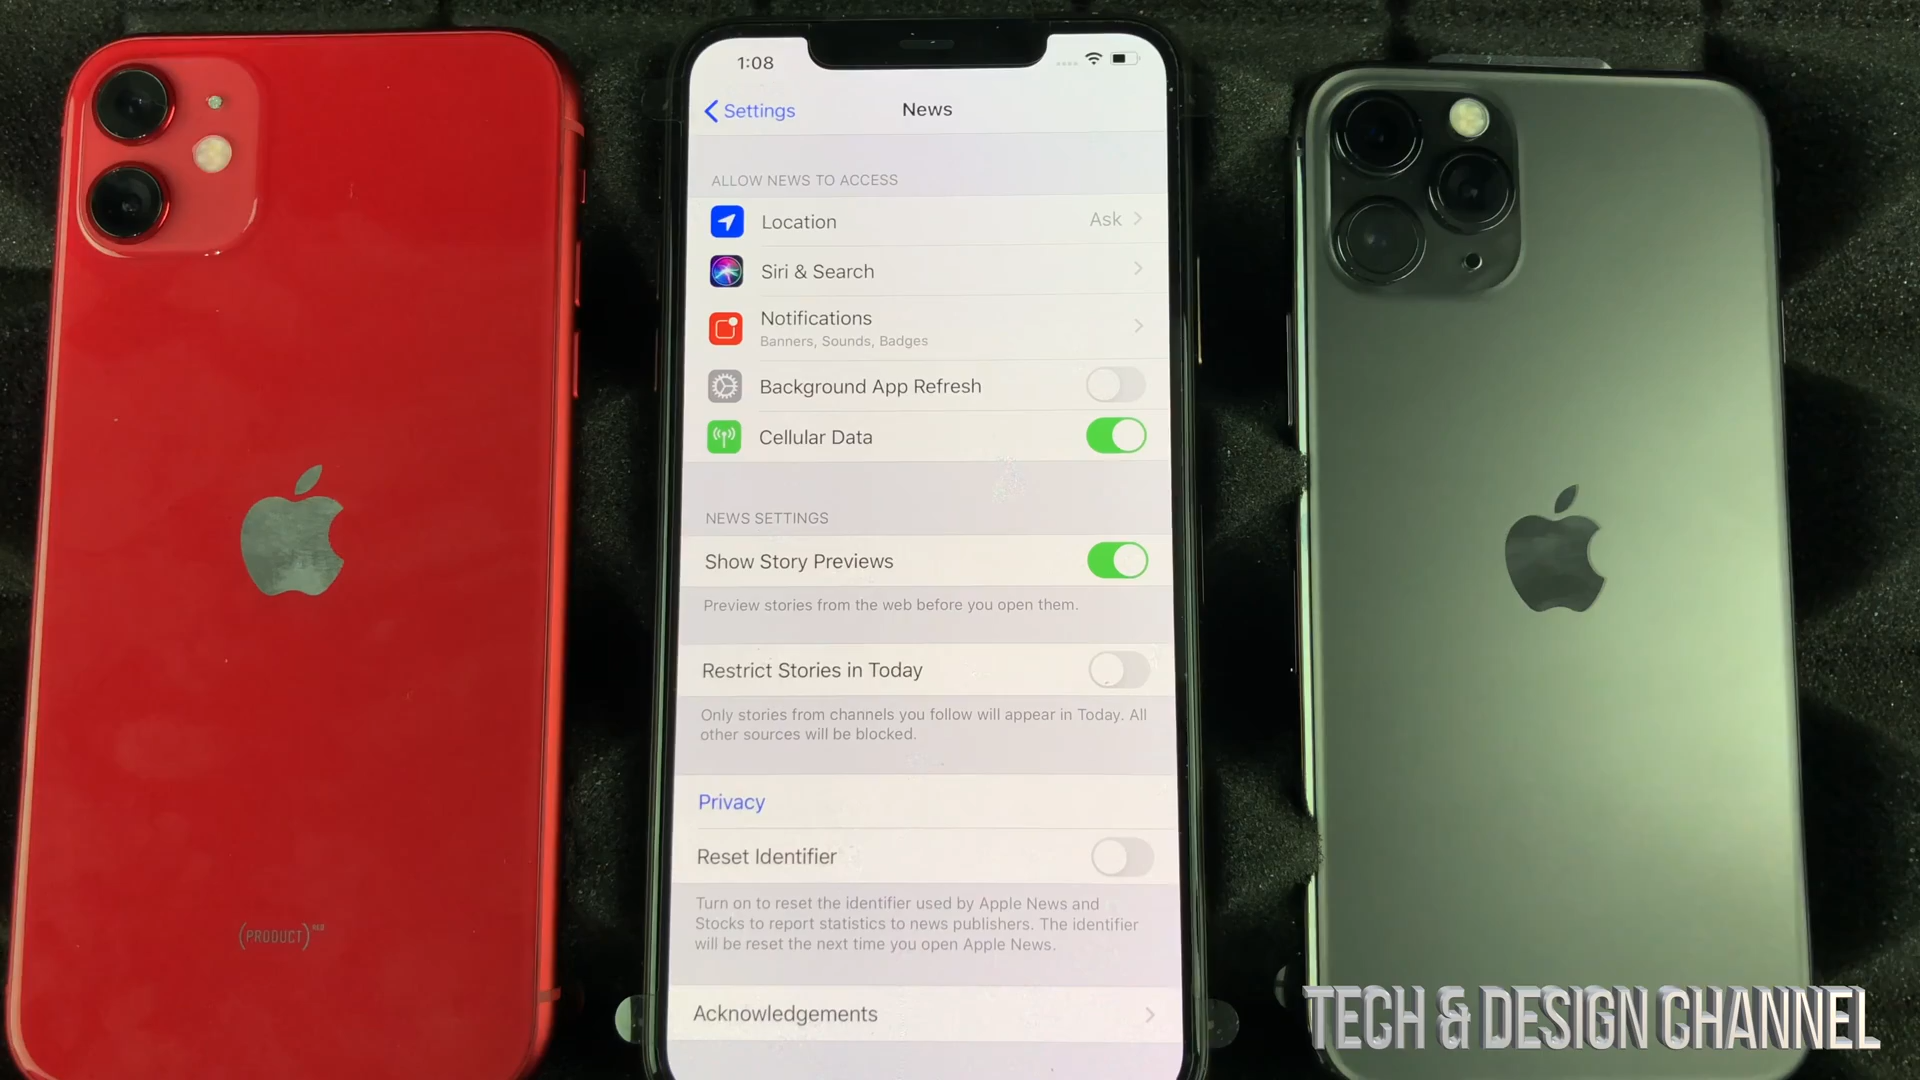 1:08
Settings
News
ALLOW NEWS TO ACCESS
Location
Ask
Siri & Search
Notifications
Banners, Sounds, Badges
Background App Refresh
Cellular Data
NEWS SETTINGS
Show Story Previews
Preview stories from the web before you open them.
Restrict Stories in Today
Only stories from channels you follow will appear in Today. All
other sources will be blocked.
Privacy
Reset Identifier
Turn on to reset the identifier used by Apple News and
Stocks to report statistics to news publishers. The identifier
will be reset the next time you open Apple News.
Acknowledgements
(PRODUCT)RED
TECH & DESIGN CHANNEL